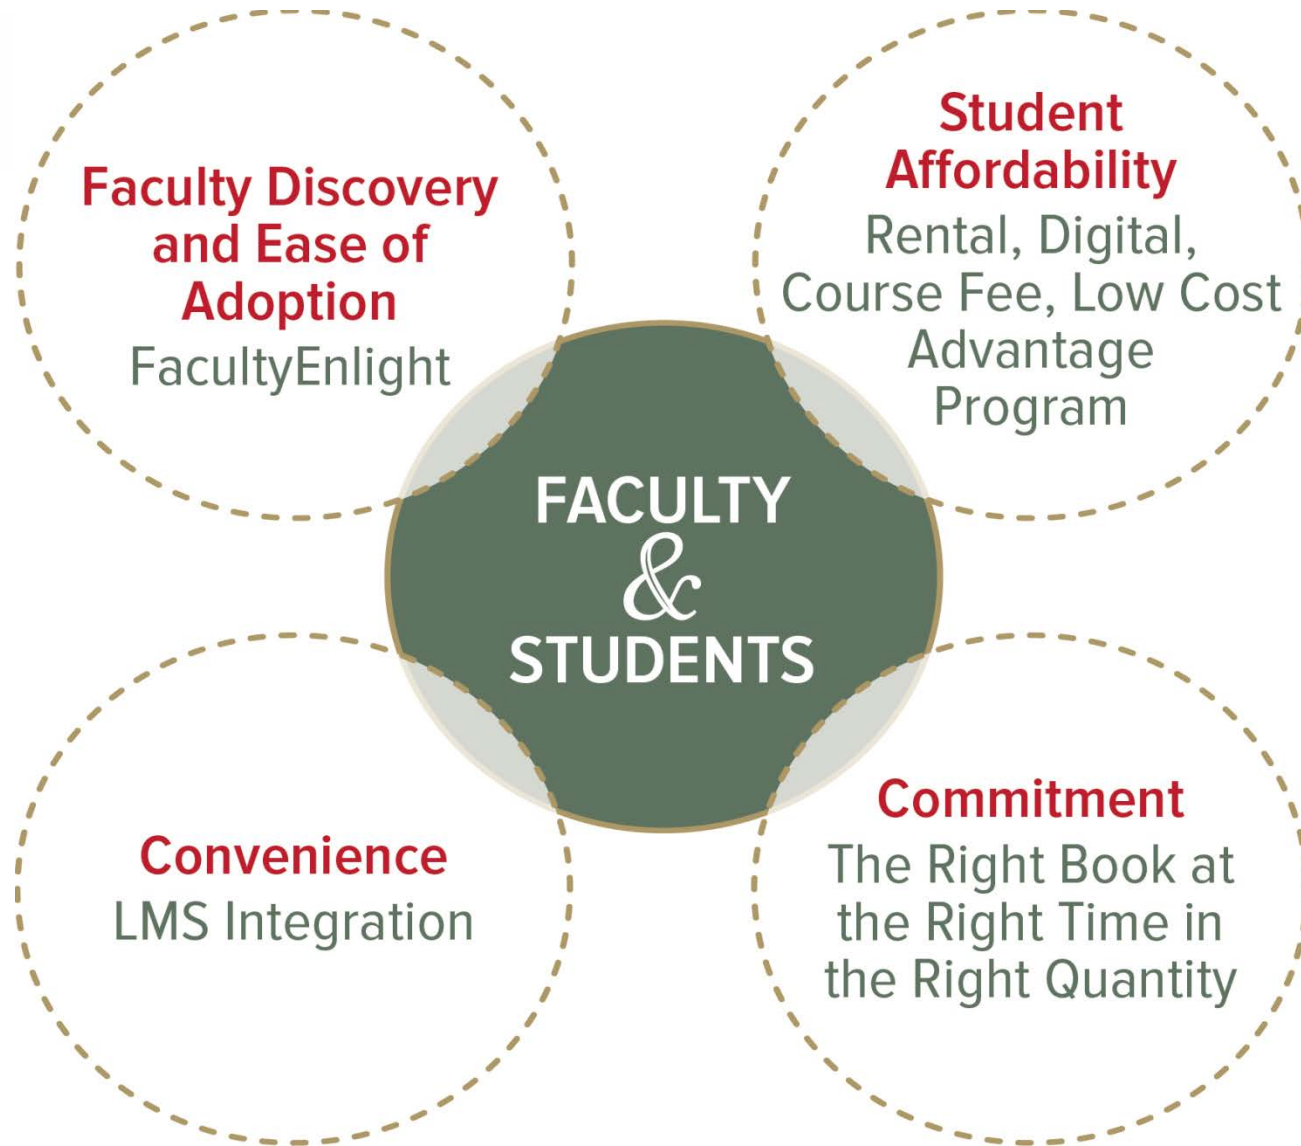 Faculty Discovery
and Ease of
Adoption
FacultyEnlight
Student
Affordability
Rental, Digital,
Course Fee, Low Cost
Advantage
Program
FACULTY
&
STUDENTS
Convenience
LMS Integration
Commitment
The Right Book at
the Right Time in
the Right Quantity